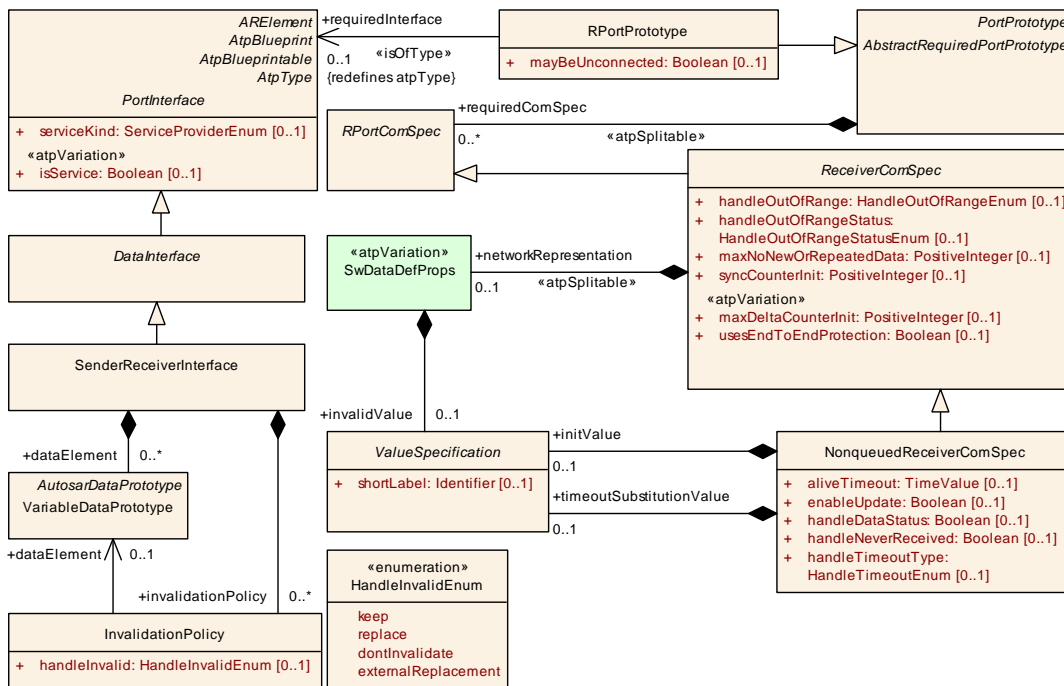 ARElement
AtpBlueprint
AtpBlueprintable
AtpType
PortInterface
+ serviceKind: ServiceProviderEnum [0..1]
«atpVariation»
+ isService: Boolean [0..1]
+requiredInterface
0..1
«isOfType»
{redefines atpType}
RPortPrototype
+ mayBeUnconnected: Boolean [0..1]
PortPrototype
AbstractRequiredPortPrototype
RPortComSpec
+requiredComSpec
0..*
«atpSplitable»
ReceiverComSpec
+ handleOutOfRange: HandleOutOfRangeEnum [0..1]
+ handleOutOfRangeStatus:
HandleOutOfRangeStatusEnum [0..1]
+ maxNoNewOrRepeatedData: PositiveInteger [0..1]
+ syncCounterInit: PositiveInteger [0..1]
«atpVariation»
+ maxDeltaCounterInit: PositiveInteger [0..1]
+ usesEndToEndProtection: Boolean [0..1]
DataInterface
«atpVariation»
SwDataDefProps
+networkRepresentation
0..1
«atpSplitable»
SenderReceiverInterface
+invalidValue
0..1
+dataElement
0..*
ValueSpecification
+ shortLabel: Identifier [0..1]
+initValue
0..1
+timeoutSubstitutionValue
0..1
NonqueuedReceiverComSpec
+ aliveTimeout: TimeValue [0..1]
+ enableUpdate: Boolean [0..1]
+ handleDataStatus: Boolean [0..1]
+ handleNeverReceived: Boolean [0..1]
+ handleTimeoutType:
HandleTimeoutEnum [0..1]
AutosarDataPrototype
VariableDataPrototype
+dataElement
0..1
+invalidationPolicy
0..*
InvalidationPolicy
+ handleInvalid: HandleInvalidEnum [0..1]
«enumeration»
HandleInvalidEnum
keep
replace
dontInvalidate
externalReplacement